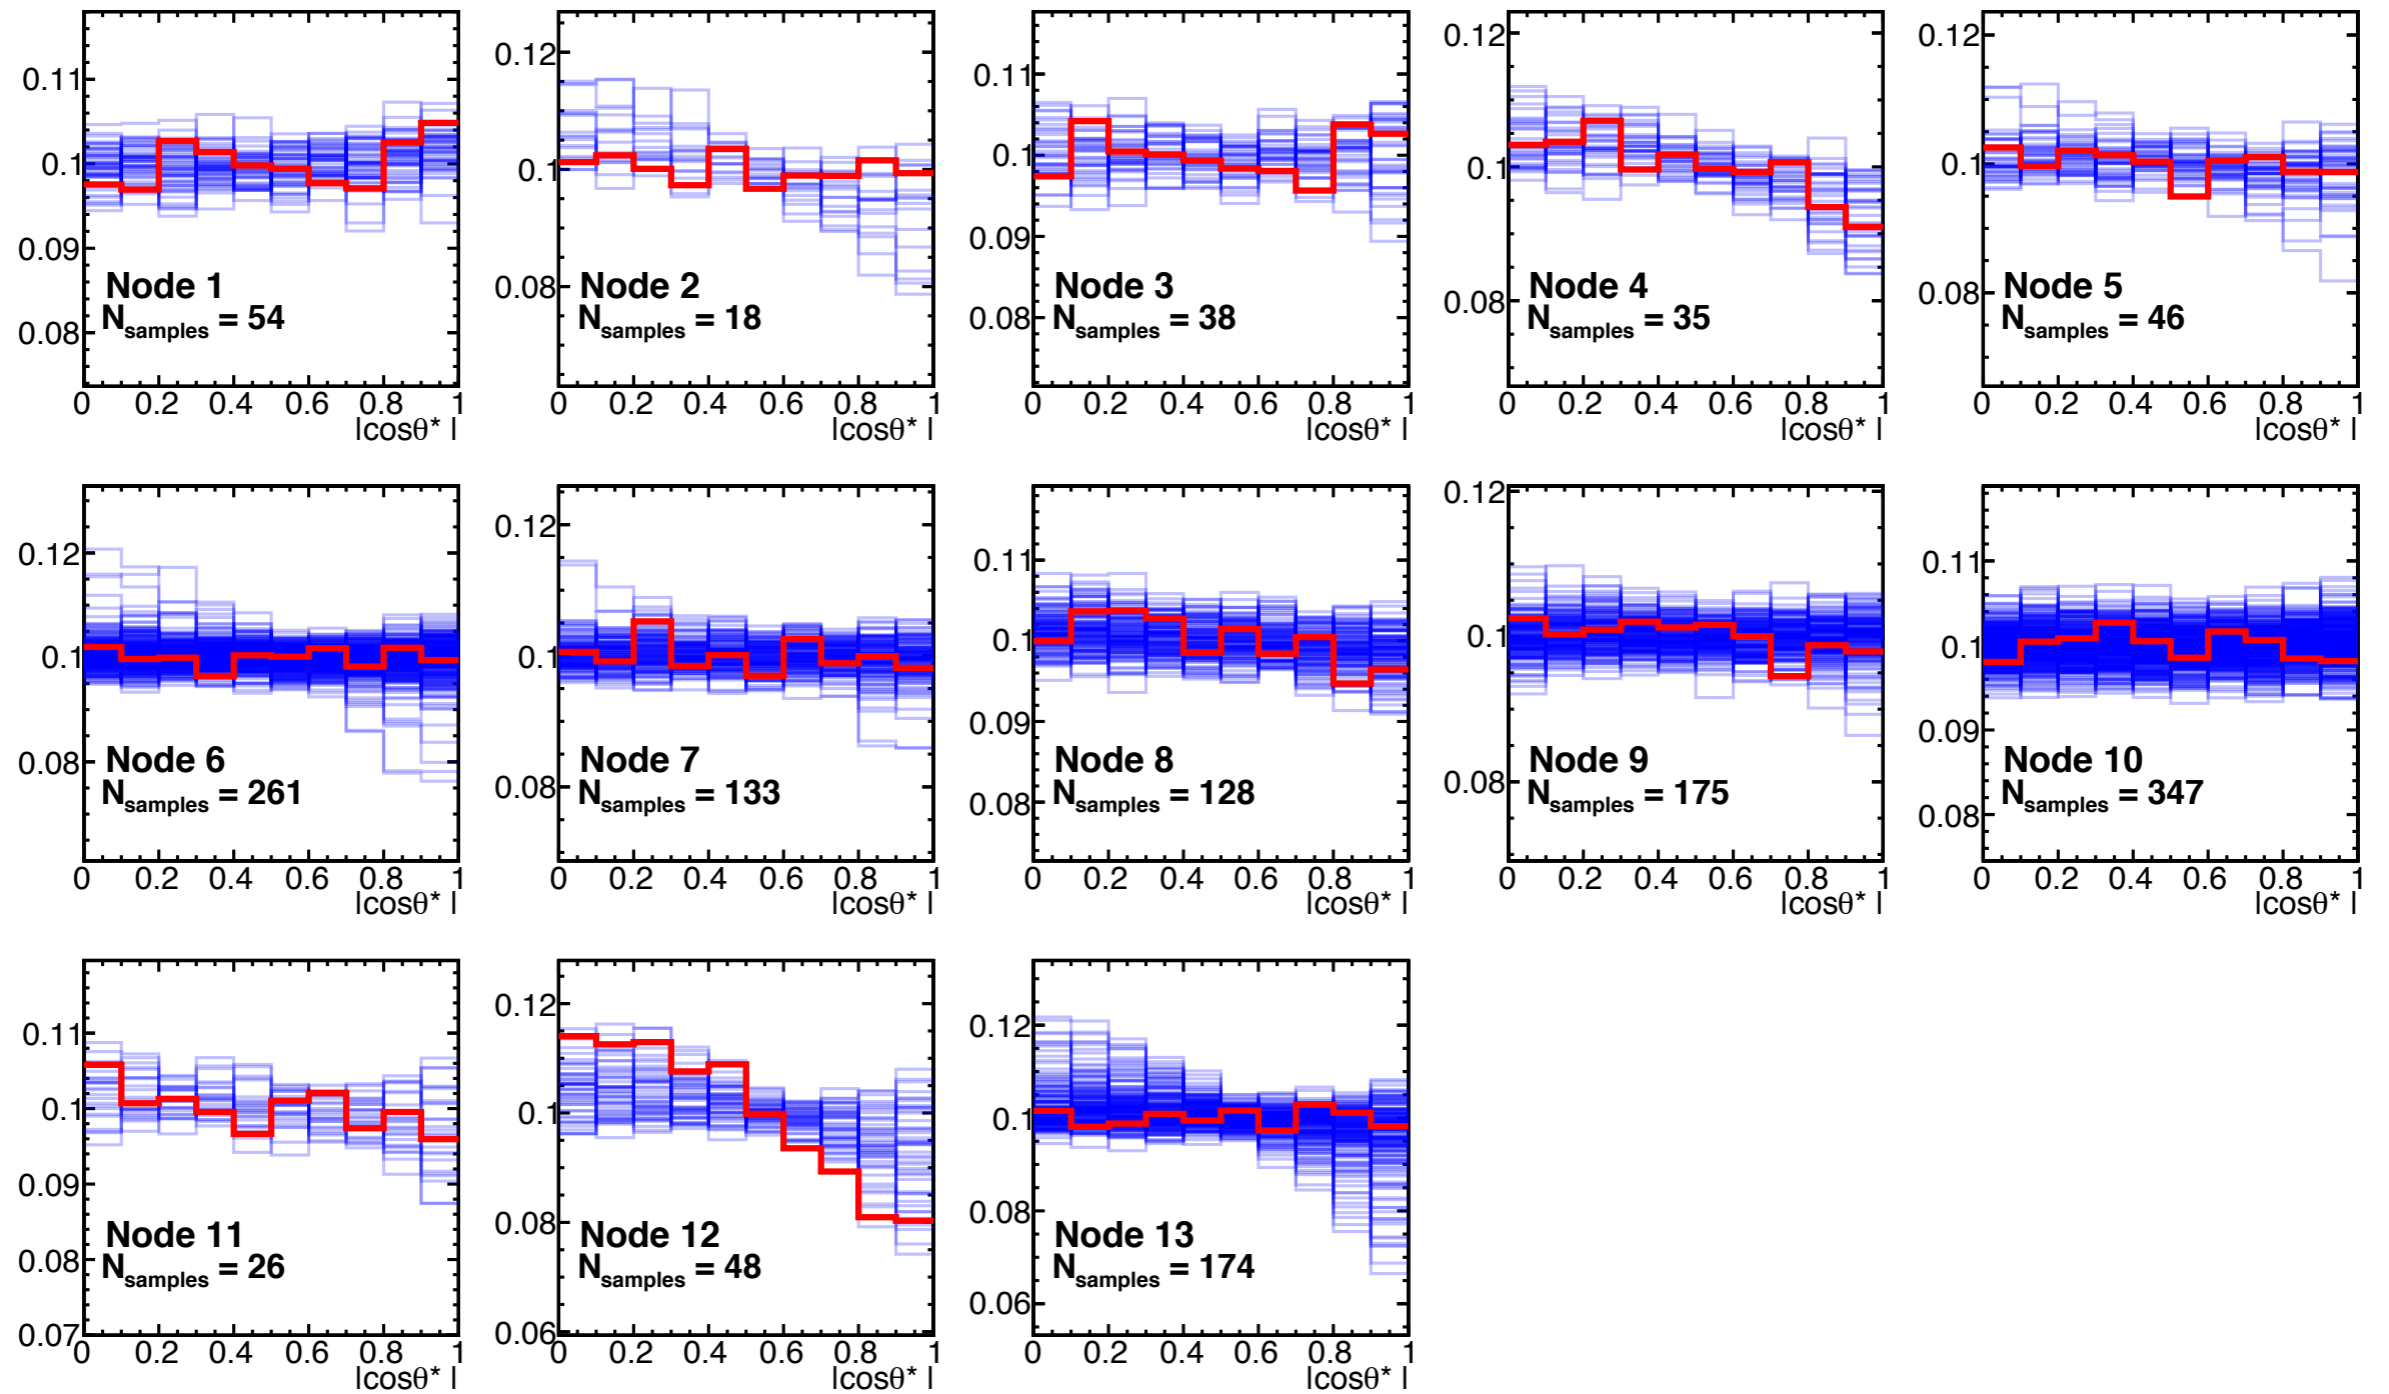 0.11
0.1
0.09
0.08
Node 1
Nsamples = 54
0 0.2 0.4 0.6 0.8 1
|cosθ* |
0.12
0.1
0.08
Node 2
Nsamples = 18
0 0.2 0.4 0.6 0.8 1
|cosθ* |
0.11
0.1
0.09
0.08
Node 3
Nsamples = 38
0 0.2 0.4 0.6 0.8 1
|cosθ* |
0.12
0.1
0.08
Node 4
Nsamples = 35
0 0.2 0.4 0.6 0.8 1
|cosθ* |
0.12
0.1
0.08
Node 5
Nsamples = 46
0 0.2 0.4 0.6 0.8 1
|cosθ* |
0.12
0.1
0.08
Node 6
Nsamples = 261
0 0.2 0.4 0.6 0.8 1
|cosθ* |
0.12
0.1
0.08
Node 7
Nsamples = 133
0 0.2 0.4 0.6 0.8 1
|cosθ* |
0.11
0.1
0.09
0.08
Node 8
Nsamples = 128
0 0.2 0.4 0.6 0.8 1
|cosθ* |
0.12
0.1
0.08
Node 9
Nsamples = 175
0 0.2 0.4 0.6 0.8 1
|cosθ* |
0.11
0.1
0.09
0.08
Node 10
Nsamples = 347
0 0.2 0.4 0.6 0.8 1
|cosθ* |
0.11
0.1
0.09
0.08
0.07
Node 11
Nsamples = 26
0 0.2 0.4 0.6 0.8 1
|cosθ* |
0.12
0.1
0.08
0.06
Node 12
Nsamples = 48
0 0.2 0.4 0.6 0.8 1
|cosθ* |
0.12
0.1
0.08
0.06
Node 13
Nsamples = 174
0 0.2 0.4 0.6 0.8 1
|cosθ* |